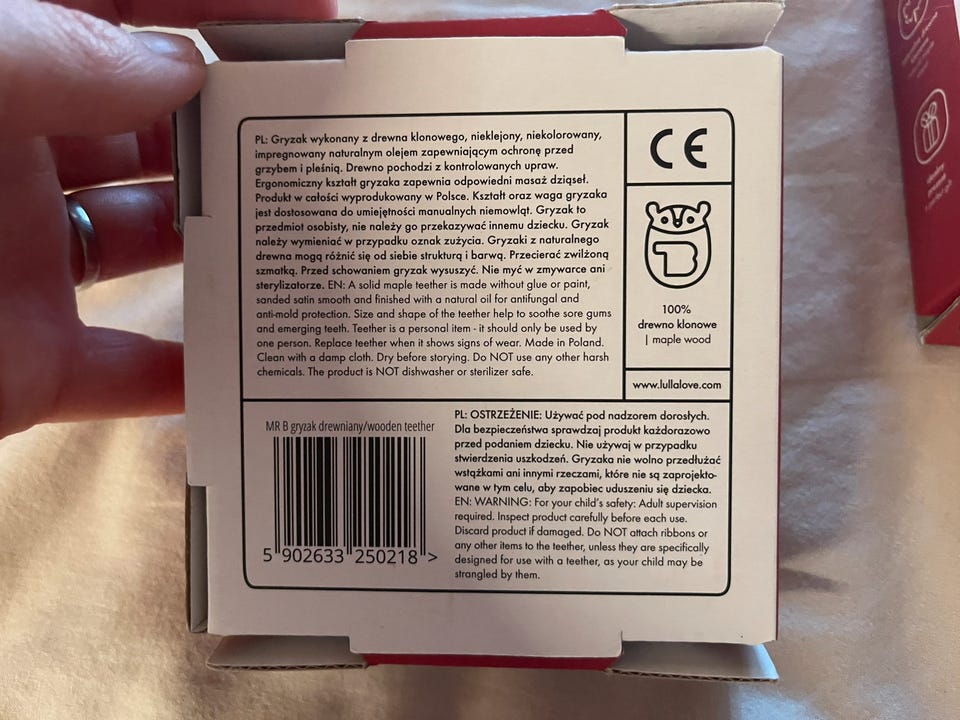 PL: Gryzak wykonany z drewna klonowego, nieklejony, niekolorowany,
impregnowany naturalnym olejem zapewniającym ochronę przed
grzybem i pleśnią. Drewno pochodzi z kontrolowanych upraw.
Ergonomiczny kształt gryzaka zapewnia odpowiedni masaż dziąseł.
Produkt w całości wyprodukowany w Polsce. Kształt oraz waga gryzaka
jest dostosowana do umiejętności manualnych niemowląt. Gryzak to
przedmiot osobisty, nie należy go przekazywać innemu dziecku. Gryzak
należy wymieniać w przypadku oznak zużycia. Gryzaki z naturalnego
drewna mogą różnić się od siebie strukturą i barwą. Przecierać zwilżoną
szmatką. Przed schowaniem gryzak wysuszyć. Nie myć w zmywarce ani
sterylizatorze. EN: A solid maple teether is made without glue or paint,
sanded satin smooth and finished with a natural oil for antifungal and
anti-mold protection. Size and shape of the teether help to soothe sore gums
and emerging teeth. Teether is a personal item - it should only be used by
one person. Replace teether when it shows signs of wear. Made in Poland.
Clean with a damp cloth. Dry before storying. Do NOT use any other harsh
chemicals. The product is NOT dishwasher or sterilizer safe.
CE
B
100%
drewno klonowe
| maple wood
www.lullalove.com
MR B gryzak drewniany/wooden teether
5 902633 250218 >
PL: OSTRZEŻENIE: Używać pod nadzorem dorosłych.
Dla bezpieczeństwa sprawdzaj produkt każdorazowo
przed podaniem dziecku. Nie używaj w przypadku
stwierdzenia uszkodzeń. Gryzaka nie wolno przedłużać
wstążkami ani innymi rzeczami, które nie są zaprojekto-
wane w tym celu, aby zapobiec uduszeniu się dziecka.
EN: WARNING: For your child's safety: Adult supervision
required. Inspect product carefully before each use.
Discard product if damaged. Do NOT attach ribbons or
any other items to the teether, unless they are specifically
designed for use with a teether, as your child may be
strangled by them.